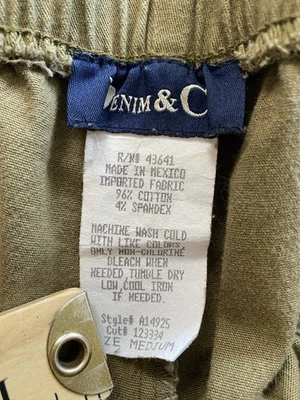 ENIM & C
R/N# 43641
MADE IN MEXICO
IMPORTED FABRIC
96% COTTON
4% SPANDEX
MACHINE WASH COLD
WITH LIKE COLORS,
ONLY NON-CHLORINE
BLEACH WHEN
NEEDED, TUMBLE DRY
LOW, COOL IRON
IF NEEDED.
Style# A14925
Cut# 123334
ZE MEDIUM